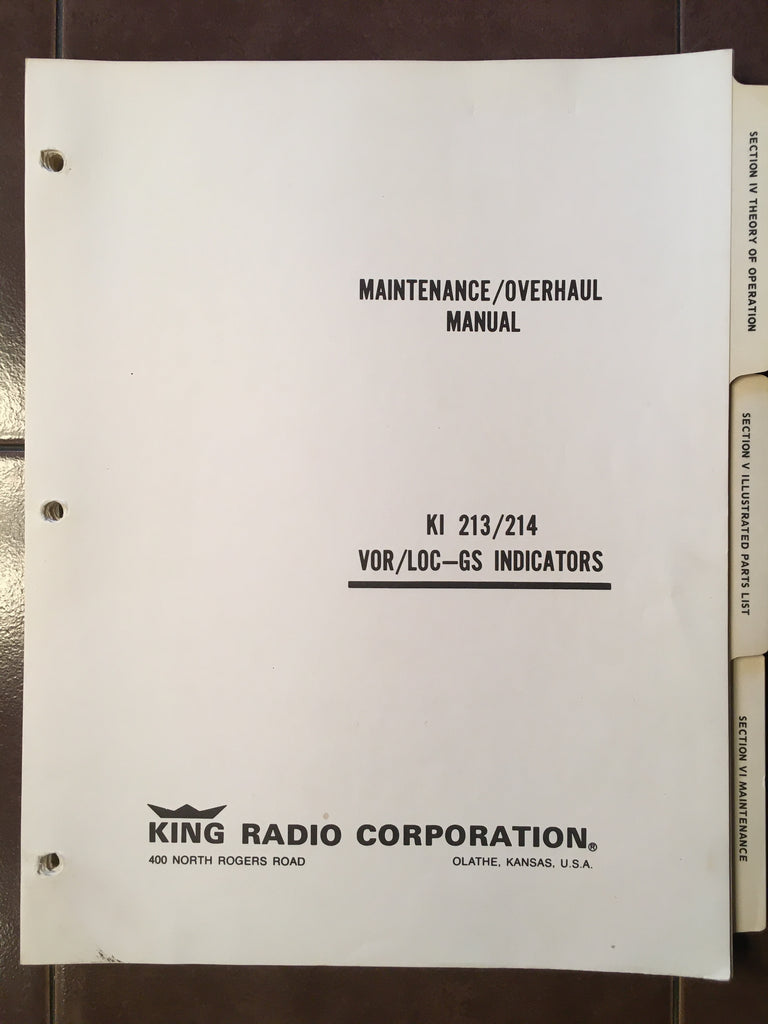 MAINTENANCE/OVERHAUL
MANUAL
KI 213/214
VOR/LOC–GS INDICATORS
KING RADIO CORPORATION®
400 NORTH ROGERS ROAD OLATHE, KANSAS, U.S.A.
SECTION IV THEORY OF OPERATION
SECTION V ILLUSTRATED PARTS LIST
SECTION VI MAINTENANCE